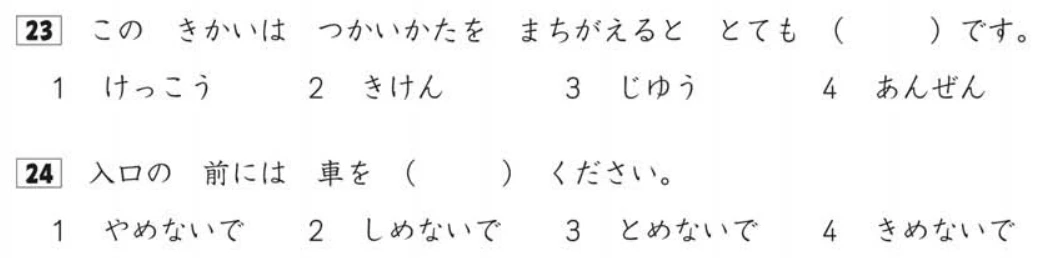 23 この きかいは つかいかたを まちがえると とても ( ) です。
1 けっこう 2 きけん 3 じゆう 4 あんぜん
24 入口の 前には 車を ( ) ください。
1 やめないで 2 しめないで 3 とめないで 4 きめないで